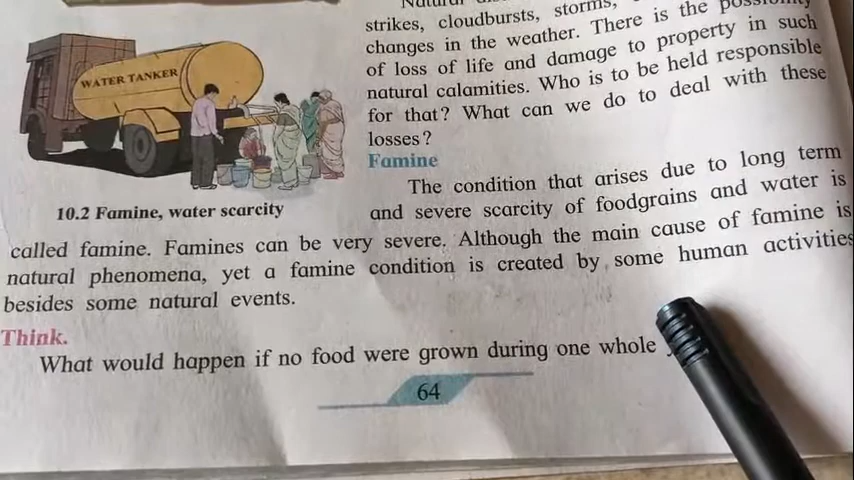 strikes, cloudbursts, storms,
changes in the weather. There is the possibility
of loss of life and damage to property in such
natural calamities. Who is to be held responsible
for that? What can we do to deal with these
losses?
WATER TANKER
Famine
The condition that arises due to long term
10.2 Famine, water scarcity
and severe scarcity of foodgrains and water is
called famine. Famines can be very severe. Although the main cause of famine is
natural phenomena, yet a famine condition is created by some human activities
besides some natural events.
Think.
What would happen if no food were grown during one whole
64